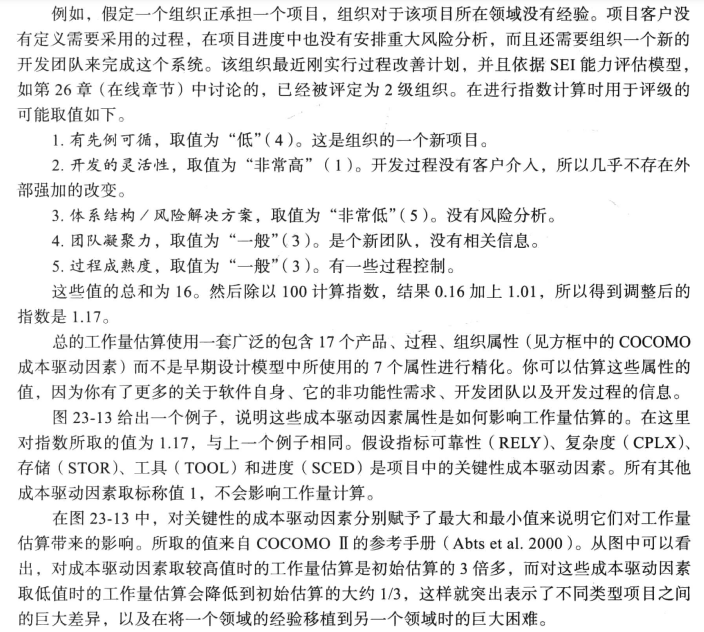 例如，假定一个组织正承担一个项目，组织对于该项目所在领域没有经验。项目客户没
有定义需要采用的过程，在项目进度中也没有安排重大风险分析，而且还需要组织一个新的
开发团队来完成这个系统。该组织最近刚实行过程改善计划，并且依据 SEI 能力评估模型，
如第 26 章（在线章节）中讨论的，已经被评定为 2 级组织。在进行指数计算时用于评级的
可能取值如下。
1. 有先例可循，取值为“低”（4）。这是组织的一个新项目。
2. 开发的灵活性，取值为“非常高”（1）。开发过程没有客户介入，所以几乎不存在外
部强加的改变。
3. 体系结构 / 风险解决方案，取值为“非常低”（5）。没有风险分析。
4. 团队凝聚力，取值为“一般”（3）。是个新团队，没有相关信息。
5. 过程成熟度，取值为“一般”（3）。有一些过程控制。
这些值的总和为 16。然后除以 100 计算指数，结果 0.16 加上 1.01，所以得到调整后的
指数是 1.17。
总的工作量估算使用一套广泛的包含 17 个产品、过程、组织属性（见方框中的 COCOMO
成本驱动因素）而不是早期设计模型中所使用的 7 个属性进行精化。你可以估算这些属性的
值，因为你有了更多的关于软件自身、它的非功能性需求、开发团队以及开发过程的信息。
图 23-13 给出一个例子，说明这些成本驱动因素属性是如何影响工作量估算的。在这里
对指数所取的值为 1.17，与上一个例子相同。假设指标可靠性（RELY）、复杂度（CPLX）、
存储（STOR）、工具（TOOL）和进度（SCED）是项目中的关键性成本驱动因素。所有其他
成本驱动因素取标称值 1，不会影响工作量计算。
在图 23-13 中，对关键性的成本驱动因素分别赋予了最大和最小值来说明它们对工作量
估算带来的影响。所取的值来自 COCOMO Ⅱ的参考手册（Abts et al. 2000）。从图中可以看
出，对成本驱动因素取较高值时的工作量估算是初始估算的 3 倍多，而对这些成本驱动因素
取低值时的工作量估算会降低到初始估算的大约 1/3，这样就突出表示了不同类型项目之间
的巨大差异，以及在将一个领域的经验移植到另一个领域时的巨大困难。